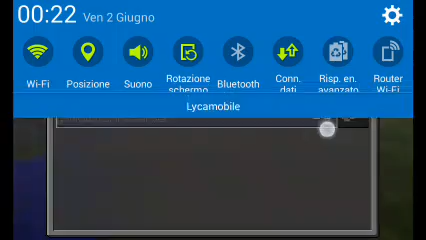 00:22 Ven 2 Giugno
Wi-Fi Posizione Suono Rotazione schermo Bluetooth Conn. dati Risp. en. avanzato Router Wi-Fi
Lycamobile